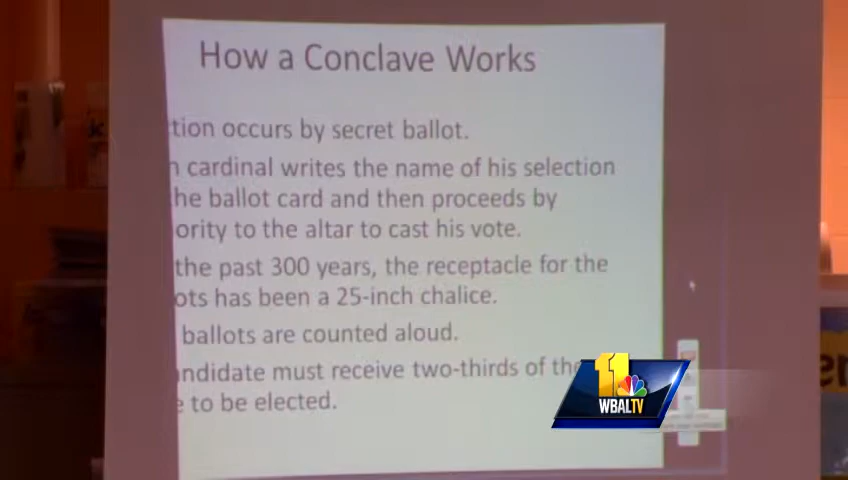 How a Conclave Works
tion occurs by secret ballot.
n cardinal writes the name of his selection
he ballot card and then proceeds by
ority to the altar to cast his vote.
the past 300 years, the receptacle for the
ots has been a 25-inch chalice.
ballots are counted aloud.
andidate must receive two-thirds of the
e to be elected.
11
WBALTV